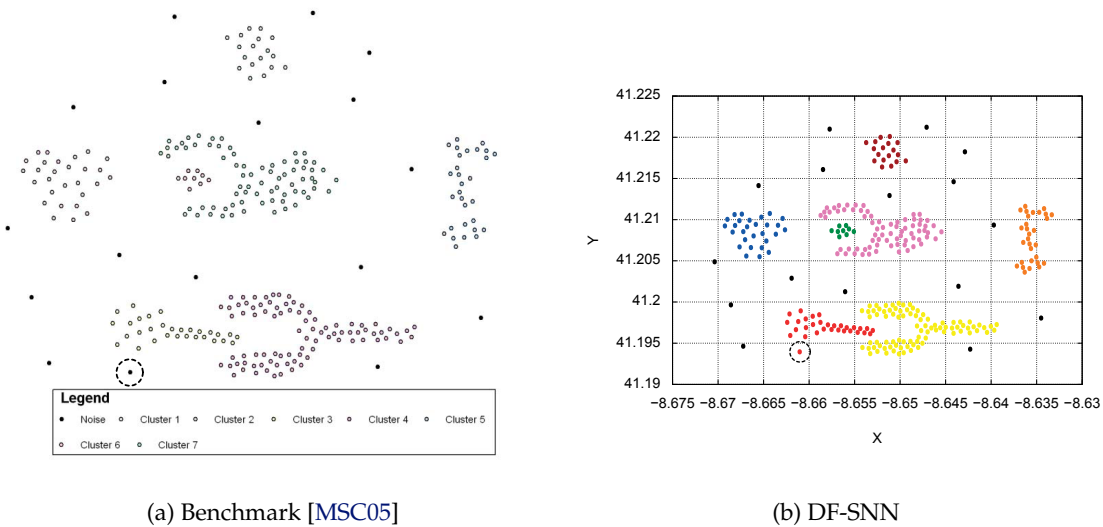 Legend
Noise Cluster 1 Cluster 2 Cluster 3 Cluster 4 Cluster 5
Cluster 6 Cluster 7
(a) Benchmark [MSC05]
41.225
41.22
41.215
41.21
41.205
41.2
41.195
41.19
Y
−8.675 −8.67 −8.665 −8.66 −8.655 −8.65 −8.645 −8.64 −8.635 −8.63
X
(b) DF-SNN